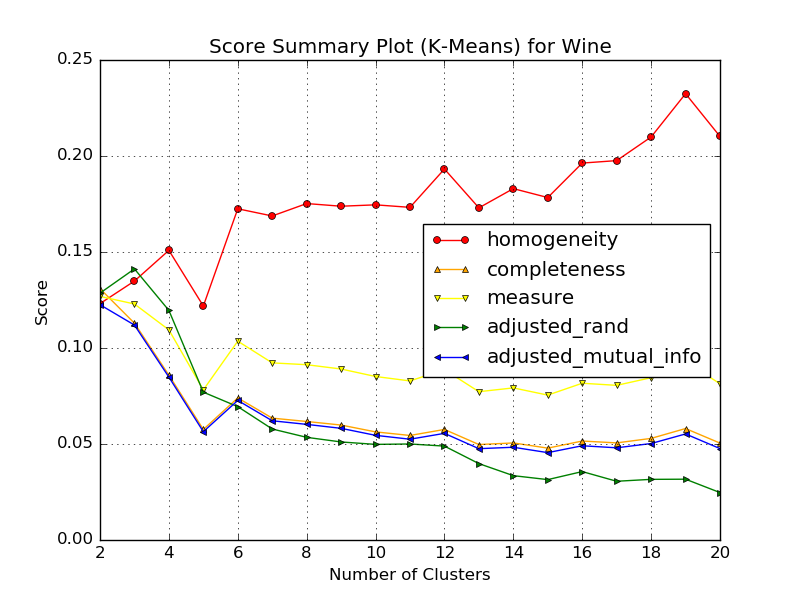 Score Summary Plot (K-Means) for Wine
0.25
0.20
0.15
0.10
0.05
0.00
Score
homogeneity
completeness
measure
adjusted_rand
adjusted_mutual_info
2 4 6 8 10 12 14 16 18 20
Number of Clusters